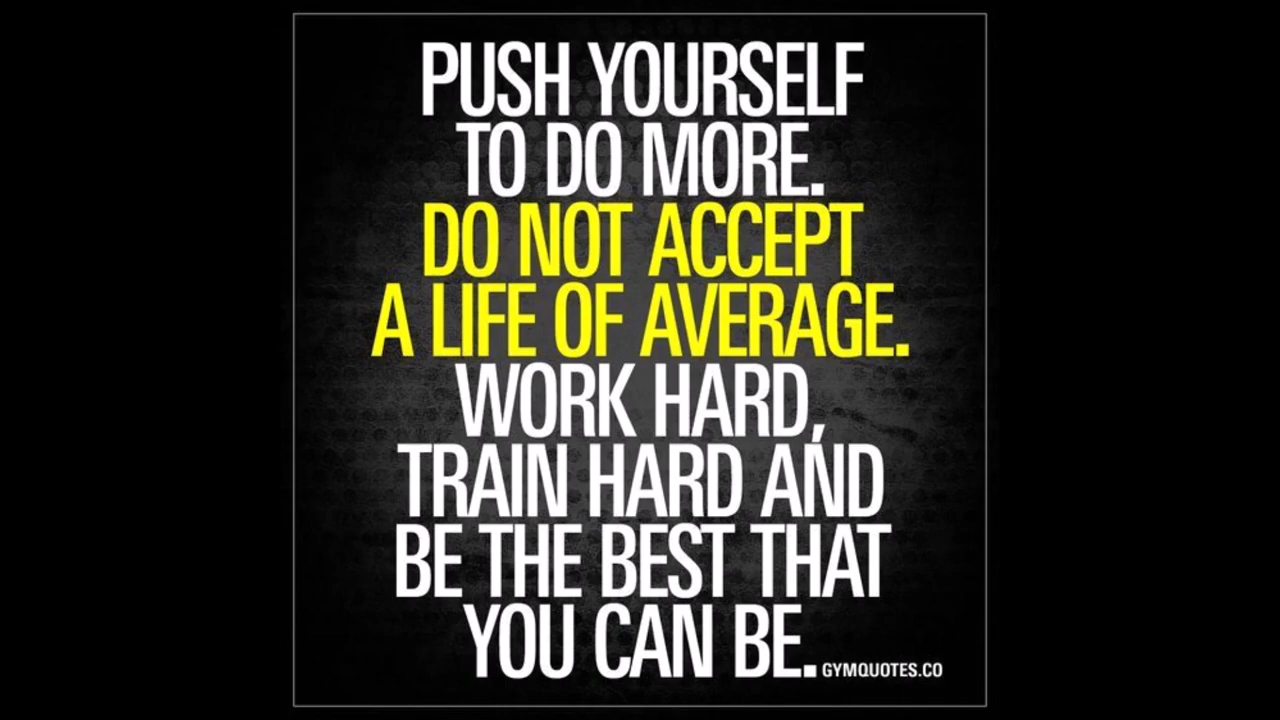 PUSH YOURSELF
TO DO MORE.
DO NOT ACCEPT
A LIFE OF AVERAGE.
WORK HARD,
TRAIN HARD AND
BE THE BEST THAT
YOU CAN BE.
GYMQUOTES.CO